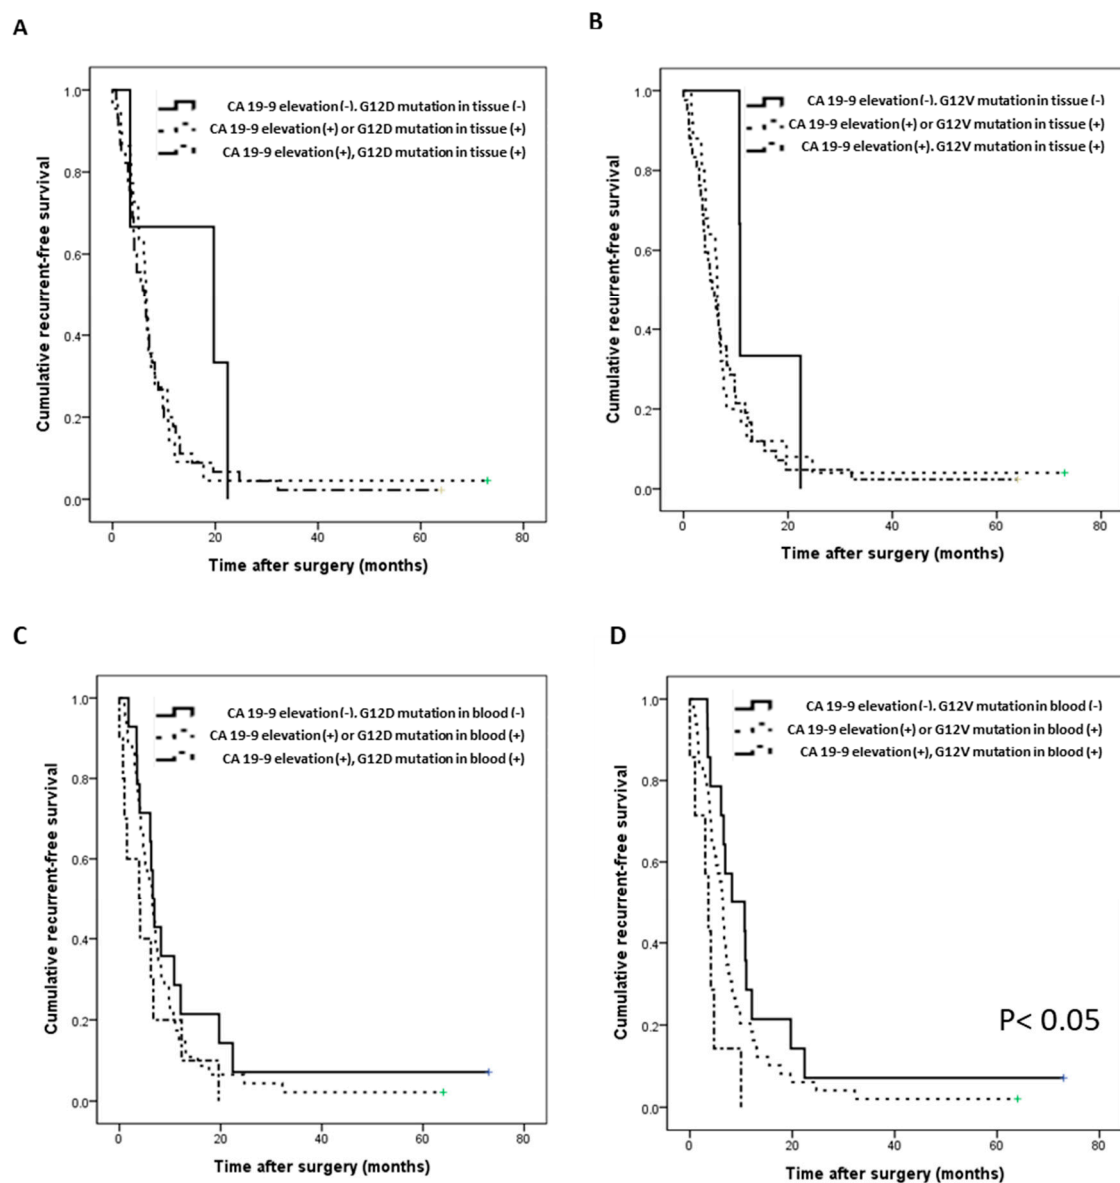 A
Cumulative recurrent-free survival
1.0
0.8
0.6
0.4
0.2
0.0
CA 19-9 elevation (-). G12D mutation in tissue (-)
CA 19-9 elevation (+) or G12D mutation in tissue (+)
CA 19-9 elevation (+), G12D mutation in tissue (+)
0 20 40 60 80
Time after surgery (months)
B
Cumulative recurrent-free survival
1.0
0.8
0.6
0.4
0.2
0.0
CA 19-9 elevation (-). G12V mutation in tissue (-)
CA 19-9 elevation (+) or G12V mutation in tissue (+)
CA 19-9 elevation (+). G12V mutation in tissue (+)
0 20 40 60 80
Time after surgery (months)
C
Cumulative recurrent-free survival
1.0
0.8
0.6
0.4
0.2
0.0
CA 19-9 elevation (-). G12D mutation in blood (-)
CA 19-9 elevation (+) or G12D mutation in blood (+)
CA 19-9 elevation (+), G12D mutation in blood (+)
0 20 40 60 80
Time after surgery (months)
D
Cumulative recurrent-free survival
1.0
0.8
0.6
0.4
0.2
0.0
CA 19-9 elevation (-). G12V mutation in blood (-)
CA 19-9 elevation (+) or G12V mutation in blood (+)
CA 19-9 elevation (+), G12V mutation in blood (+)
P< 0.05
0 20 40 60 80
Time after surgery (months)